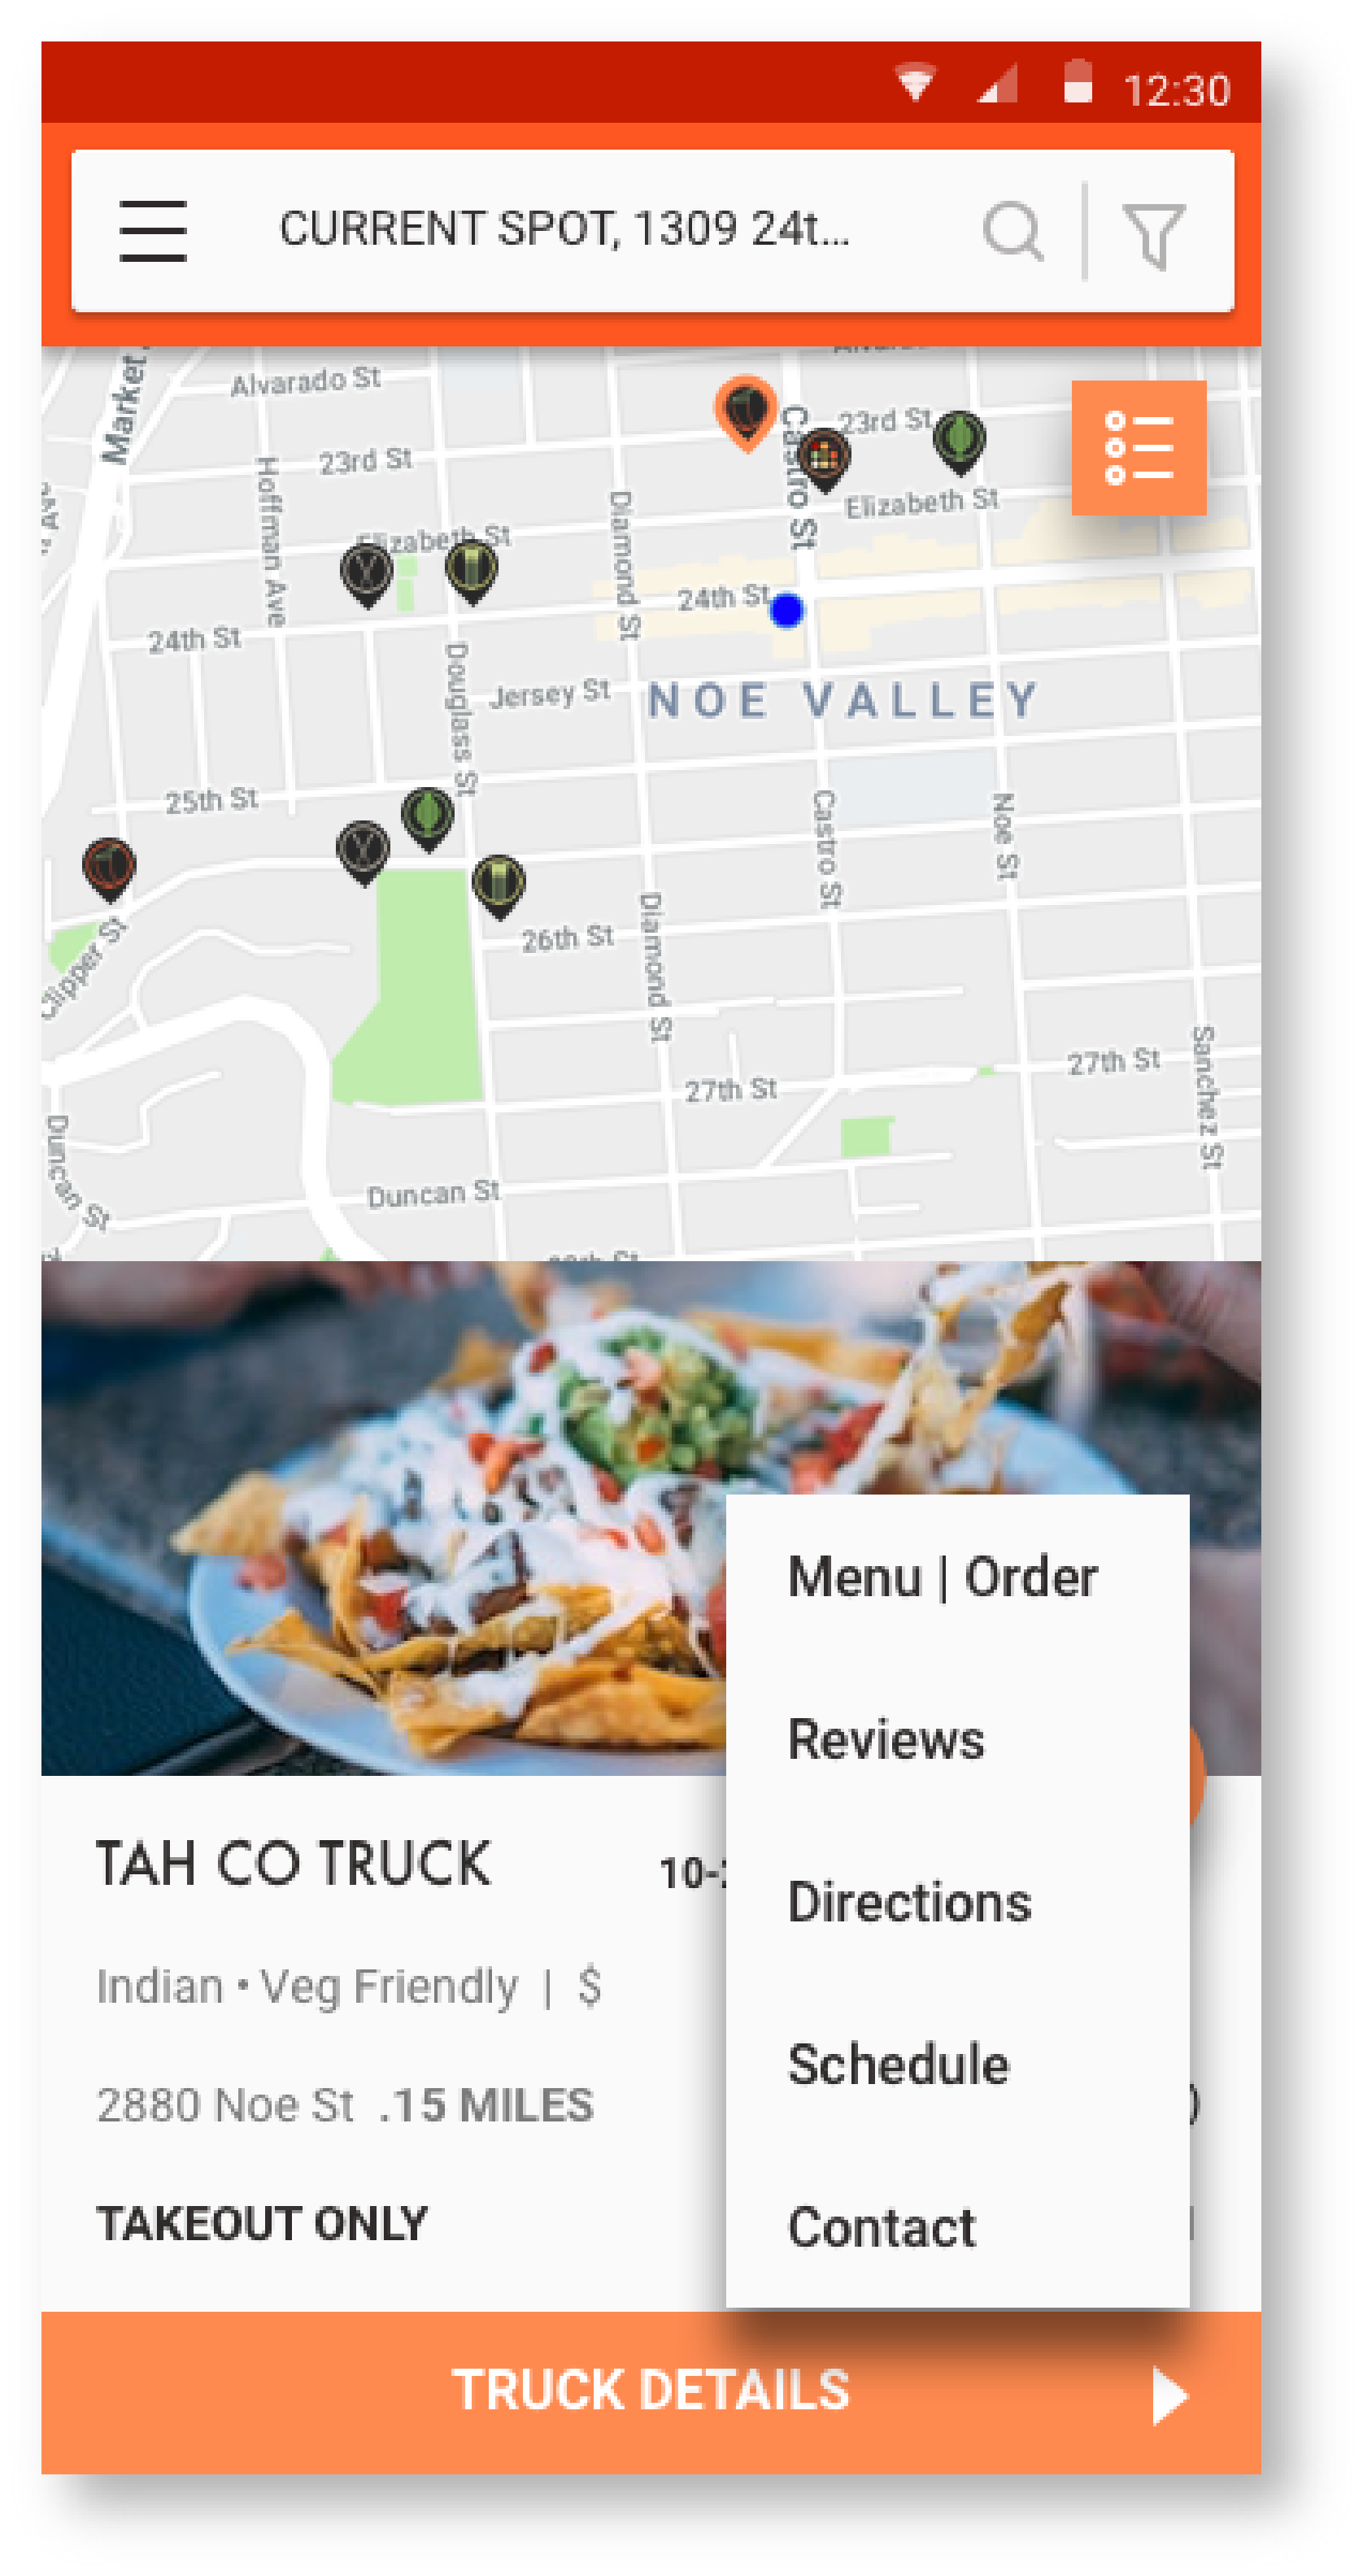 12:30
CURRENT SPOT, 1309 24t...
Market
Alvarado St
23rd St
23rd St
Castro St
Hoffman Ave
Elizabeth St
Elizabeth St
Diamond St
24th St
24th St
Douglass St
Jersey St
NOE VALLEY
25th St
Castro St
Noe St
Clipper St
26th St
Diamond St
27th St
27th St
Sanchez St
Duncan St
Duncan St
Menu | Order
Reviews
Directions
Schedule
Contact
TAH CO TRUCK
10-
Indian • Veg Friendly | $
2880 Noe St .15 MILES
TAKEOUT ONLY
TRUCK DETAILS